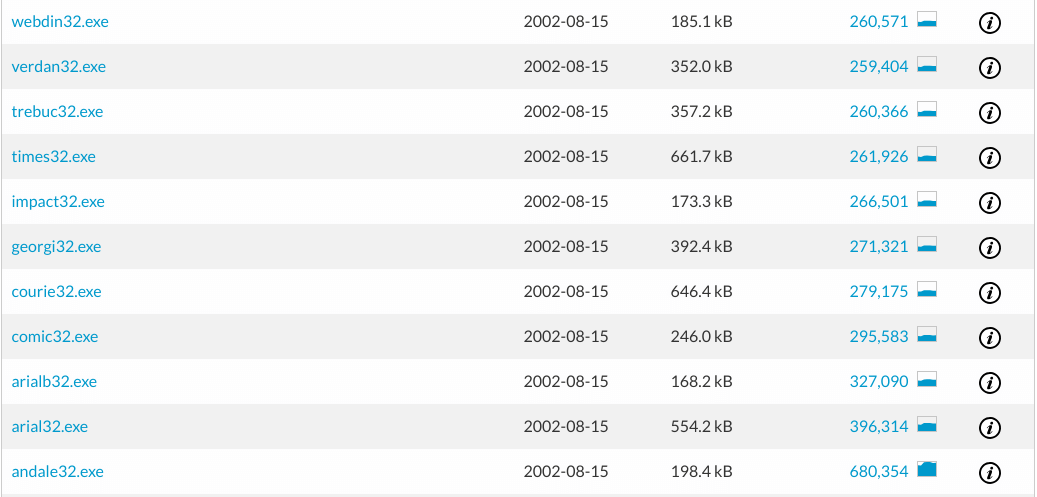 webdin32.exe 2002-08-15 185.1 kB 260,571 i
verdan32.exe 2002-08-15 352.0 kB 259,404 i
trebuc32.exe 2002-08-15 357.2 kB 260,366 i
times32.exe 2002-08-15 661.7 kB 261,926 i
impact32.exe 2002-08-15 173.3 kB 266,501 i
georgi32.exe 2002-08-15 392.4 kB 271,321 i
courie32.exe 2002-08-15 646.4 kB 279,175 i
comic32.exe 2002-08-15 246.0 kB 295,583 i
arialb32.exe 2002-08-15 168.2 kB 327,090 i
arial32.exe 2002-08-15 554.2 kB 396,314 i
andale32.exe 2002-08-15 198.4 kB 680,354 i